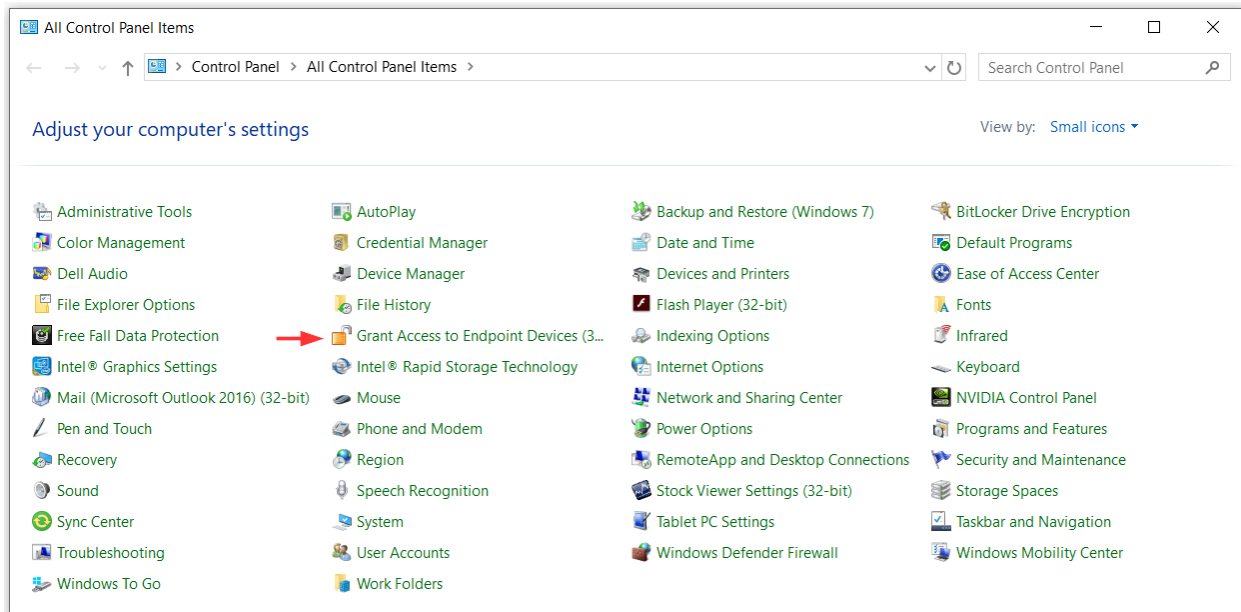 All Control Panel Items
Control Panel > All Control Panel Items >
Search Control Panel
Adjust your computer's settings
View by: Small icons
Administrative Tools
AutoPlay
Backup and Restore (Windows 7)
BitLocker Drive Encryption
Color Management
Credential Manager
Date and Time
Default Programs
Dell Audio
Device Manager
Devices and Printers
Ease of Access Center
File Explorer Options
File History
Flash Player (32-bit)
Fonts
Free Fall Data Protection
Grant Access to Endpoint Devices (3...
Indexing Options
Infrared
Intel® Graphics Settings
Intel® Rapid Storage Technology
Internet Options
Keyboard
Mail (Microsoft Outlook 2016) (32-bit)
Mouse
Network and Sharing Center
NVIDIA Control Panel
Pen and Touch
Phone and Modem
Power Options
Programs and Features
Recovery
Region
RemoteApp and Desktop Connections
Security and Maintenance
Sound
Speech Recognition
Stock Viewer Settings (32-bit)
Storage Spaces
Sync Center
System
Tablet PC Settings
Taskbar and Navigation
Troubleshooting
User Accounts
Windows Defender Firewall
Windows Mobility Center
Windows To Go
Work Folders